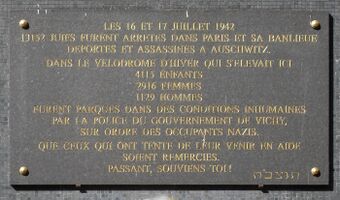 LES 16 ET 17 JUILLET 1942
13152 JUIFS FURENT ARRETES DANS PARIS ET SA BANLIEUE
DEPORTES ET ASSASSINES A AUSCHWITZ.
DANS LE VELODROME D'HIVER QUI S'ELEVAIT ICI
4115 ENFANTS
2916 FEMMES
1129 HOMMES
FURENT PARQUES DANS DES CONDITIONS INHUMAINES
PAR LA POLICE DU GOUVERNEMENT DE VICHY,
SUR ORDRE DES OCCUPANTS NAZIS.
QUE CEUX QUI ONT TENTE DE LEUR VENIR EN AIDE
SOIENT REMERCIES.
PASSANT, SOUVIENS TOI!